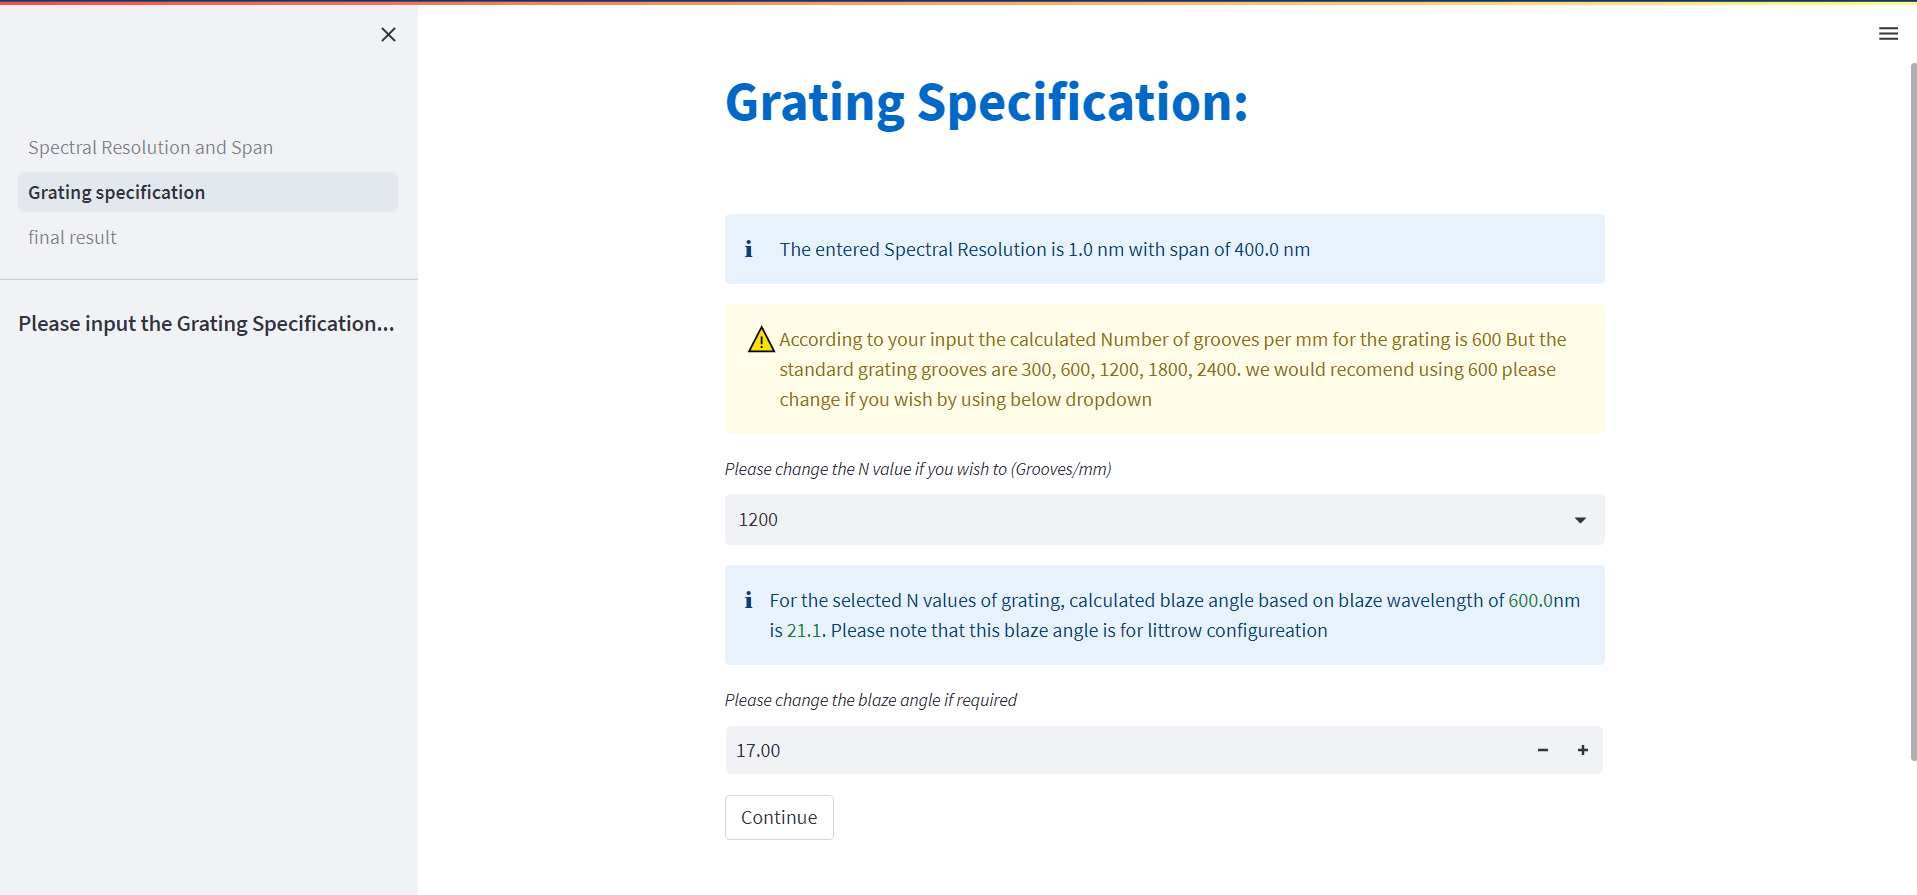 Spectral Resolution and Span
Grating specification
final result
Please input the Grating Specification...
Grating Specification:
The entered Spectral Resolution is 1.0 nm with span of 400.0 nm
According to your input the calculated Number of grooves per mm for the grating is 600 But the
standard grating grooves are 300, 600, 1200, 1800, 2400. we would recomend using 600 please
change if you wish by using below dropdown
Please change the N value if you wish to (Grooves/mm)
1200
For the selected N values of grating, calculated blaze angle based on blaze wavelength of 600.0nm
is 21.1. Please note that this blaze angle is for littrow configureation
Please change the blaze angle if required
17.00
Continue